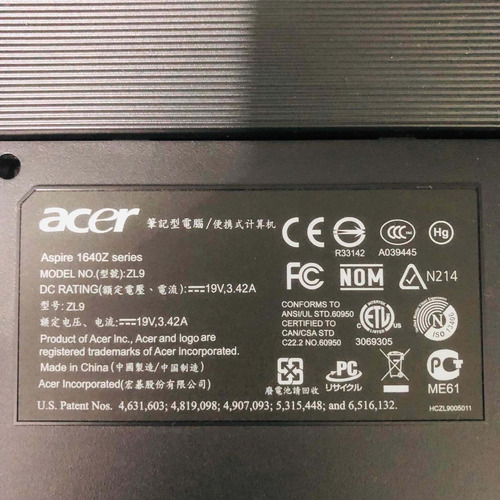 acer 筆記型電腦/便携式计算机
Aspire 1640Z series
MODEL NO.(型號):ZL9
DC RATING(額定電壓、電流):⎓19V,3.42A
型号: ZL9
额定电压、电流:⎓19V,3.42A
Product of Acer Inc., Acer and logo are
registered trademarks of Acer incorporated.
Made in China (中國製造/中国制造)
Acer Incorporated(宏碁股份有限公司)
U.S. Patent Nos. 4,631,603; 4,819,098; 4,907,093; 5,315,448; and 6,516,132.
CE
R33142
CCC
A039445
Hg
FC
NOM
N214
CONFORMS TO
ANSI/UL STD.60950
CERTIFIED TO
CAN/CSA STD
C22.2 NO.60950
INTERTEK
ETL
3069305
N
ISO 13406
廢電池請回收
PC
リサイクル
ME61
HCZL9005011